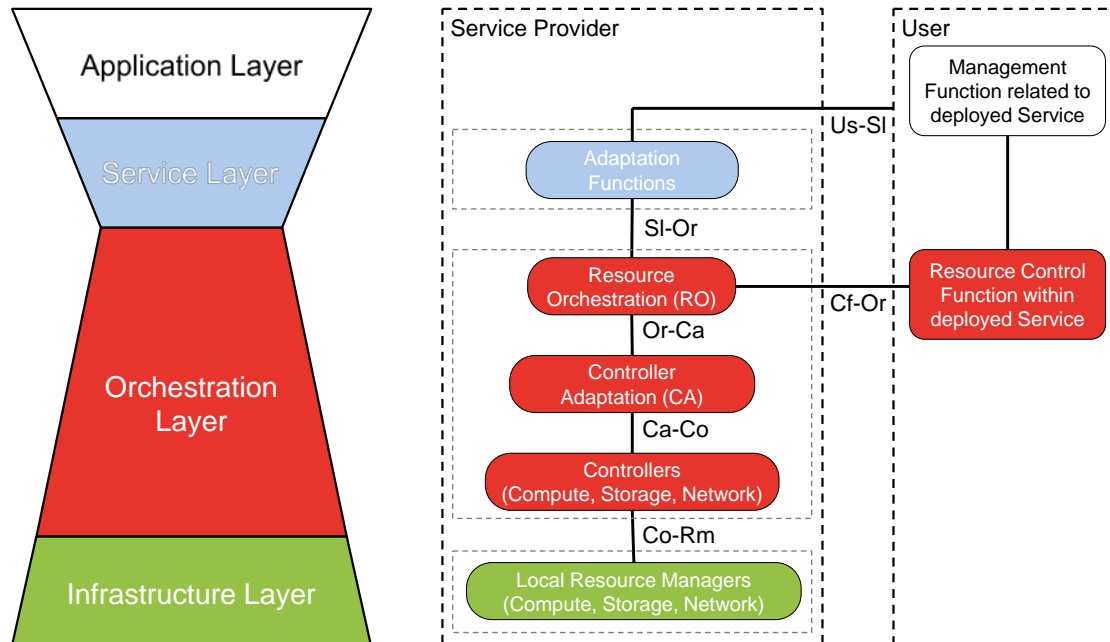 Application Layer
Service Layer
Orchestration
Layer
Infrastructure Layer
Service Provider
User
Management
Function related to
deployed Service
Us-Sl
Adaptation
Functions
Sl-Or
Resource
Orchestration (RO)
Cf-Or
Resource Control
Function within
deployed Service
Or-Ca
Controller
Adaptation (CA)
Ca-Co
Controllers
(Compute, Storage, Network)
Co-Rm
Local Resource Managers
(Compute, Storage, Network)